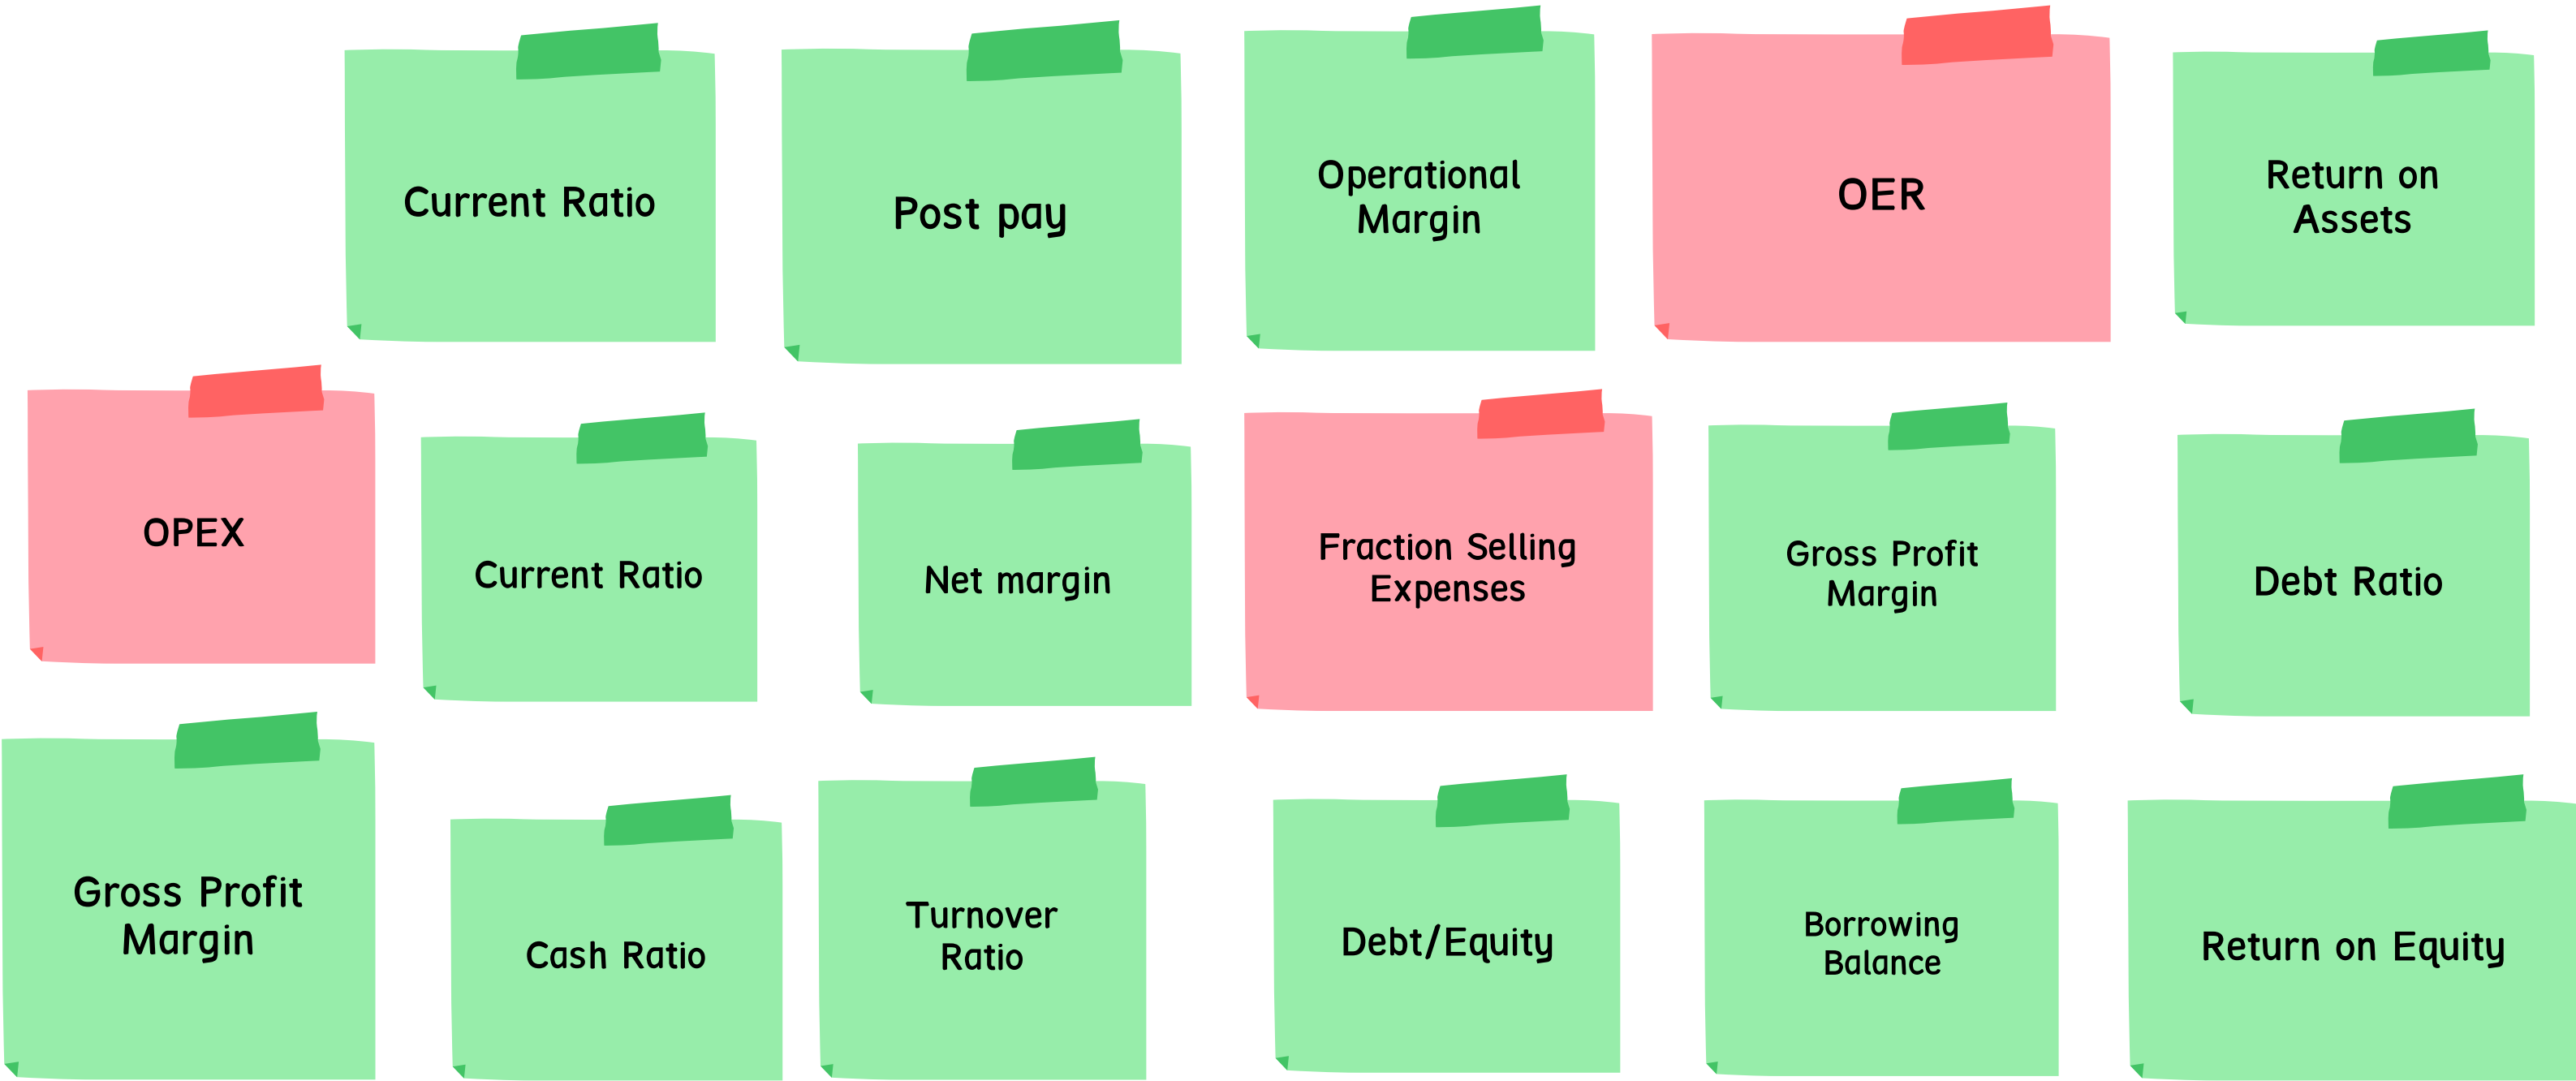 Current Ratio
Post pay
Operational
Margin
OER
Return on
Assets
OPEX
Current Ratio
Net margin
Fraction Selling
Expenses
Gross Profit
Margin
Debt Ratio
Gross Profit
Margin
Cash Ratio
Turnover
Ratio
Debt/Equity
Borrowing
Balance
Return on Equity